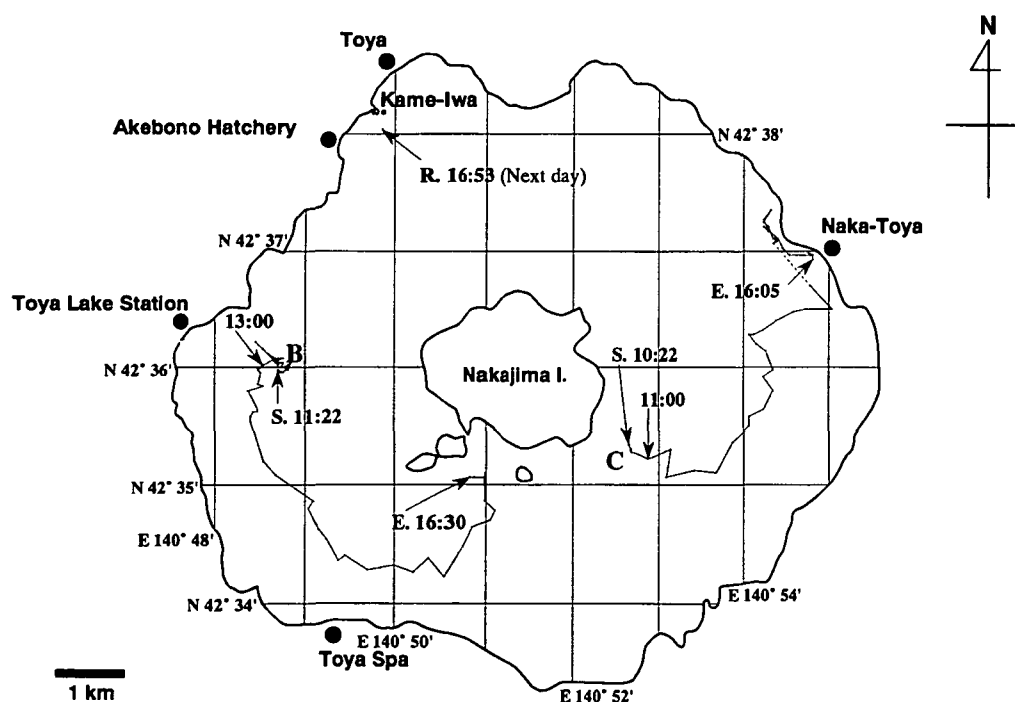 Toya
N
Kame-Iwa
Akebono Hatchery
N 42° 38'
R. 16:53 (Next day)
Naka-Toya
N 42° 37'
E. 16:05
Toya Lake Station
13:00
B
S. 10:22
N 42° 36'
Nakajima I.
11:00
S. 11:22
C
N 42° 35'
E. 16:30
E 140° 48'
E 140° 54'
N 42° 34'
E 140° 50'
Toya Spa
1 km
E 140° 52'